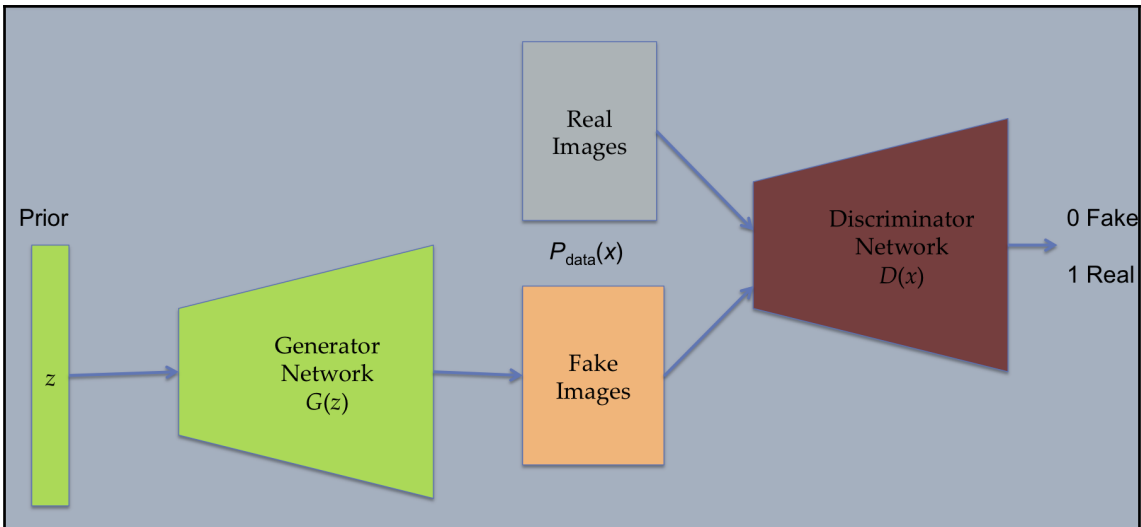 Real
Images
Prior
Discriminator
Network
D(x)
0 Fake
1 Real
P_data(x)
z
Generator
Network
G(z)
Fake
Images